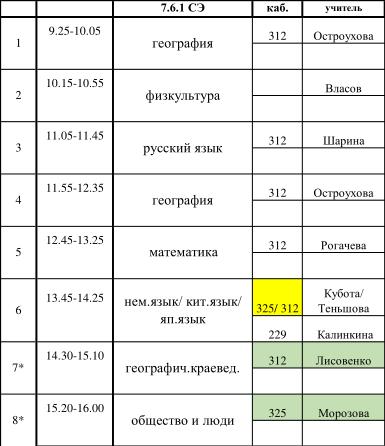 7.6.1 СЭ каб. учитель
1 9.25-10.05 география 312 Остроухова
2 10.15-10.55 физкультура Власов
3 11.05-11.45 русский язык 312 Шарина
4 11.55-12.35 география 312 Остроухова
5 12.45-13.25 математика 312 Рогачева
6 13.45-14.25 нем.язык/ кит.язык/ 325/ 312 Кубота/
яп.язык Теньшова
229 Калинкина
7* 14.30-15.10 географич.краевед. 312 Лисовенко
8* 15.20-16.00 общество и люди 325 Морозова